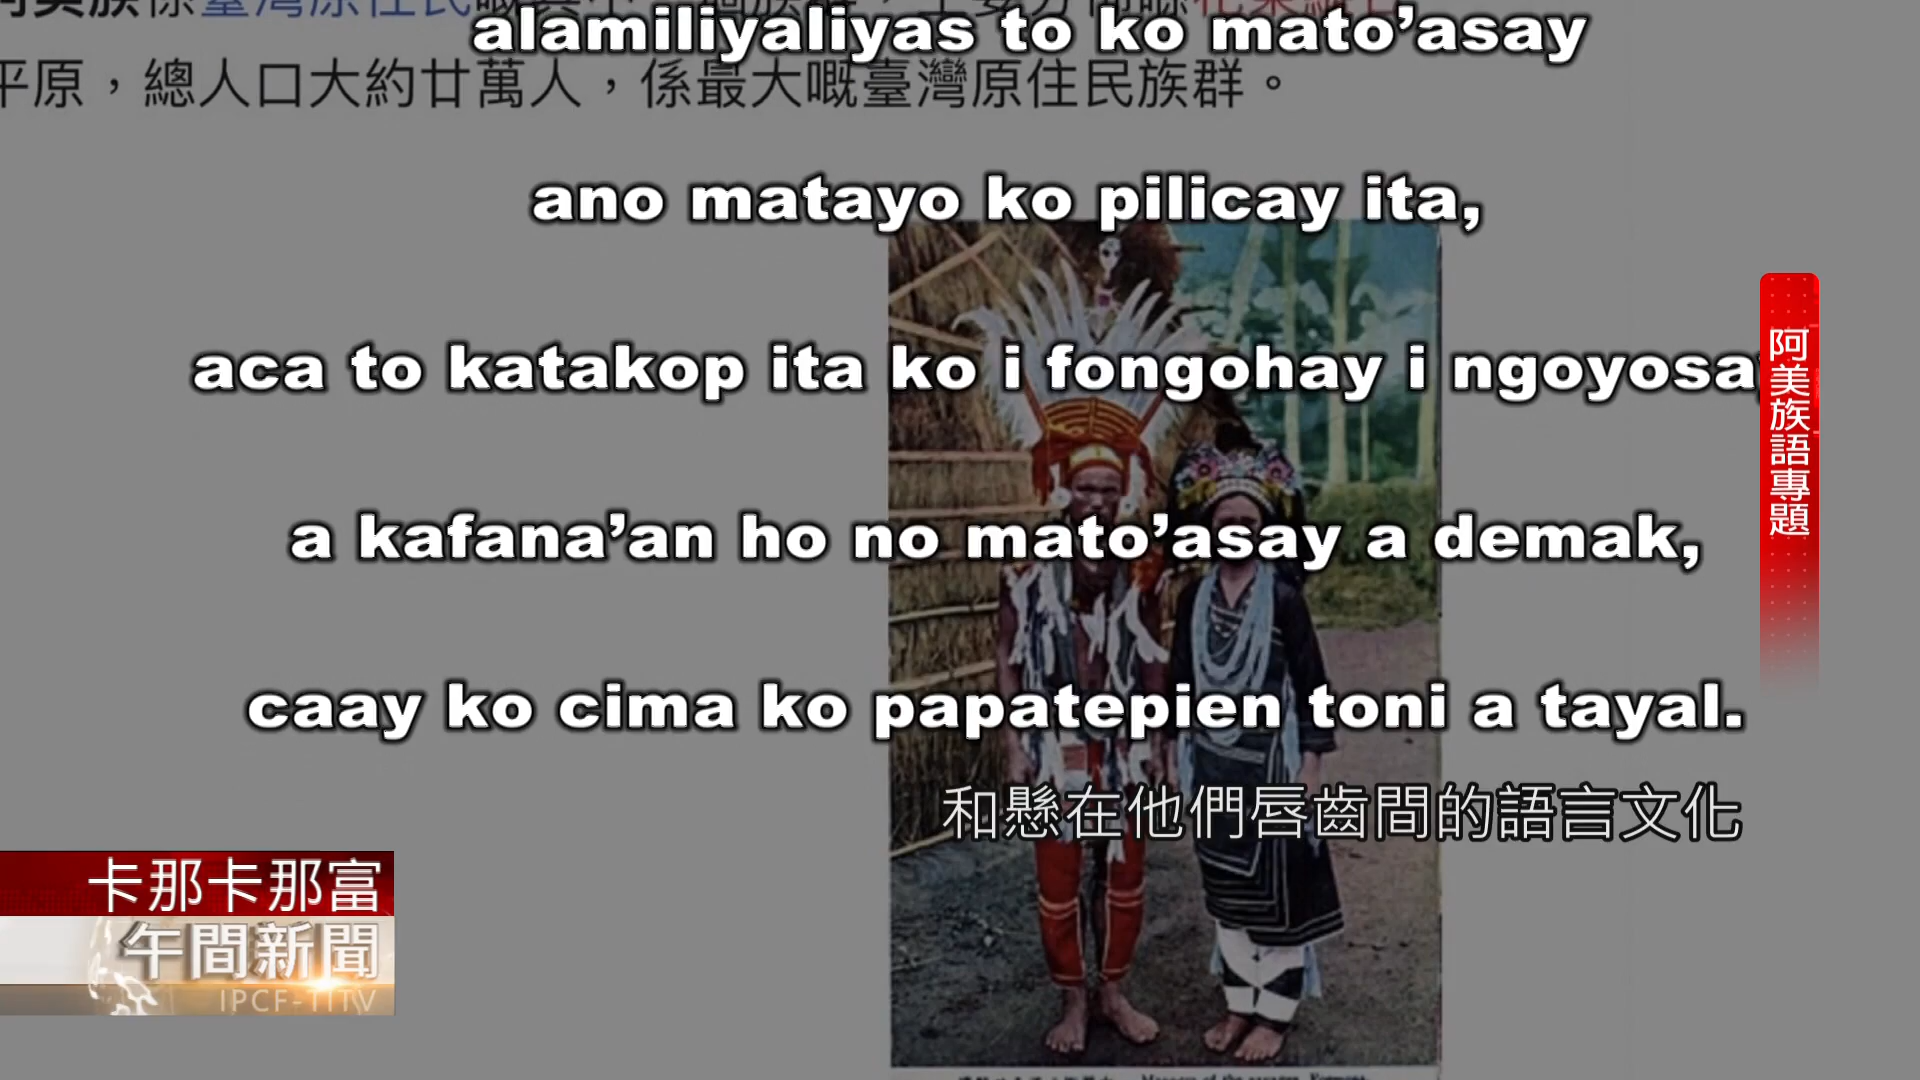 alamiliyaliyas to ko mato’asay
平原，總人口大約廿萬人，係最大嘅臺灣原住民族群。
ano matayo ko pilicay ita,
aca to katakop ita ko i fongohay i ngoyosay
a kafana’an ho no mato’asay a demak,
caay ko cima ko papatepien toni a tayal.
和懸在他們唇齒間的語言文化
阿美族語專題
卡那卡那富
午間新聞
IPCF-TITV